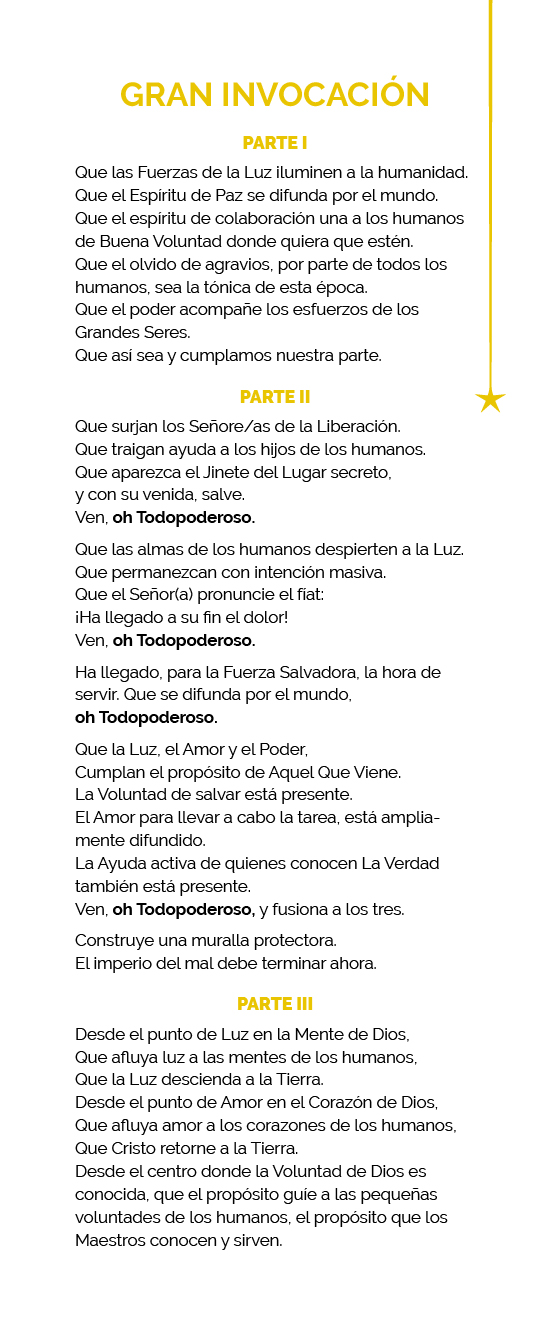 GRAN INVOCACIÓN
PARTE I
Que las Fuerzas de la Luz iluminen a la humanidad.
Que el Espíritu de Paz se difunda por el mundo.
Que el espíritu de colaboración una a los humanos
de Buena Voluntad donde quiera que estén.
Que el olvido de agravios, por parte de todos los
humanos, sea la tónica de esta época.
Que el poder acompañe los esfuerzos de los
Grandes Seres.
Que así sea y cumplamos nuestra parte.
PARTE II
Que surjan los Señore/as de la Liberación.
Que traigan ayuda a los hijos de los humanos.
Que aparezca el Jinete del Lugar secreto,
y con su venida, salve.
Ven, oh Todopoderoso.
Que las almas de los humanos despierten a la Luz.
Que permanezcan con intención masiva.
Que el Señor(a) pronuncie el fíat:
¡Ha llegado a su fin el dolor!
Ven, oh Todopoderoso.
Ha llegado, para la Fuerza Salvadora, la hora de
servir. Que se difunda por el mundo,
oh Todopoderoso.
Que la Luz, el Amor y el Poder,
Cumplan el propósito de Aquel Que Viene.
La Voluntad de salvar está presente.
El Amor para llevar a cabo la tarea, está amplia-
mente difundido.
La Ayuda activa de quienes conocen La Verdad
también está presente.
Ven, oh Todopoderoso, y fusiona a los tres.
Construye una muralla protectora.
El imperio del mal debe terminar ahora.
PARTE III
Desde el punto de Luz en la Mente de Dios,
Que afluya luz a las mentes de los humanos,
Que la Luz descienda a la Tierra.
Desde el punto de Amor en el Corazón de Dios,
Que afluya amor a los corazones de los humanos,
Que Cristo retorne a la Tierra.
Desde el centro donde la Voluntad de Dios es
conocida, que el propósito guíe a las pequeñas
voluntades de los humanos, el propósito que los
Maestros conocen y sirven.